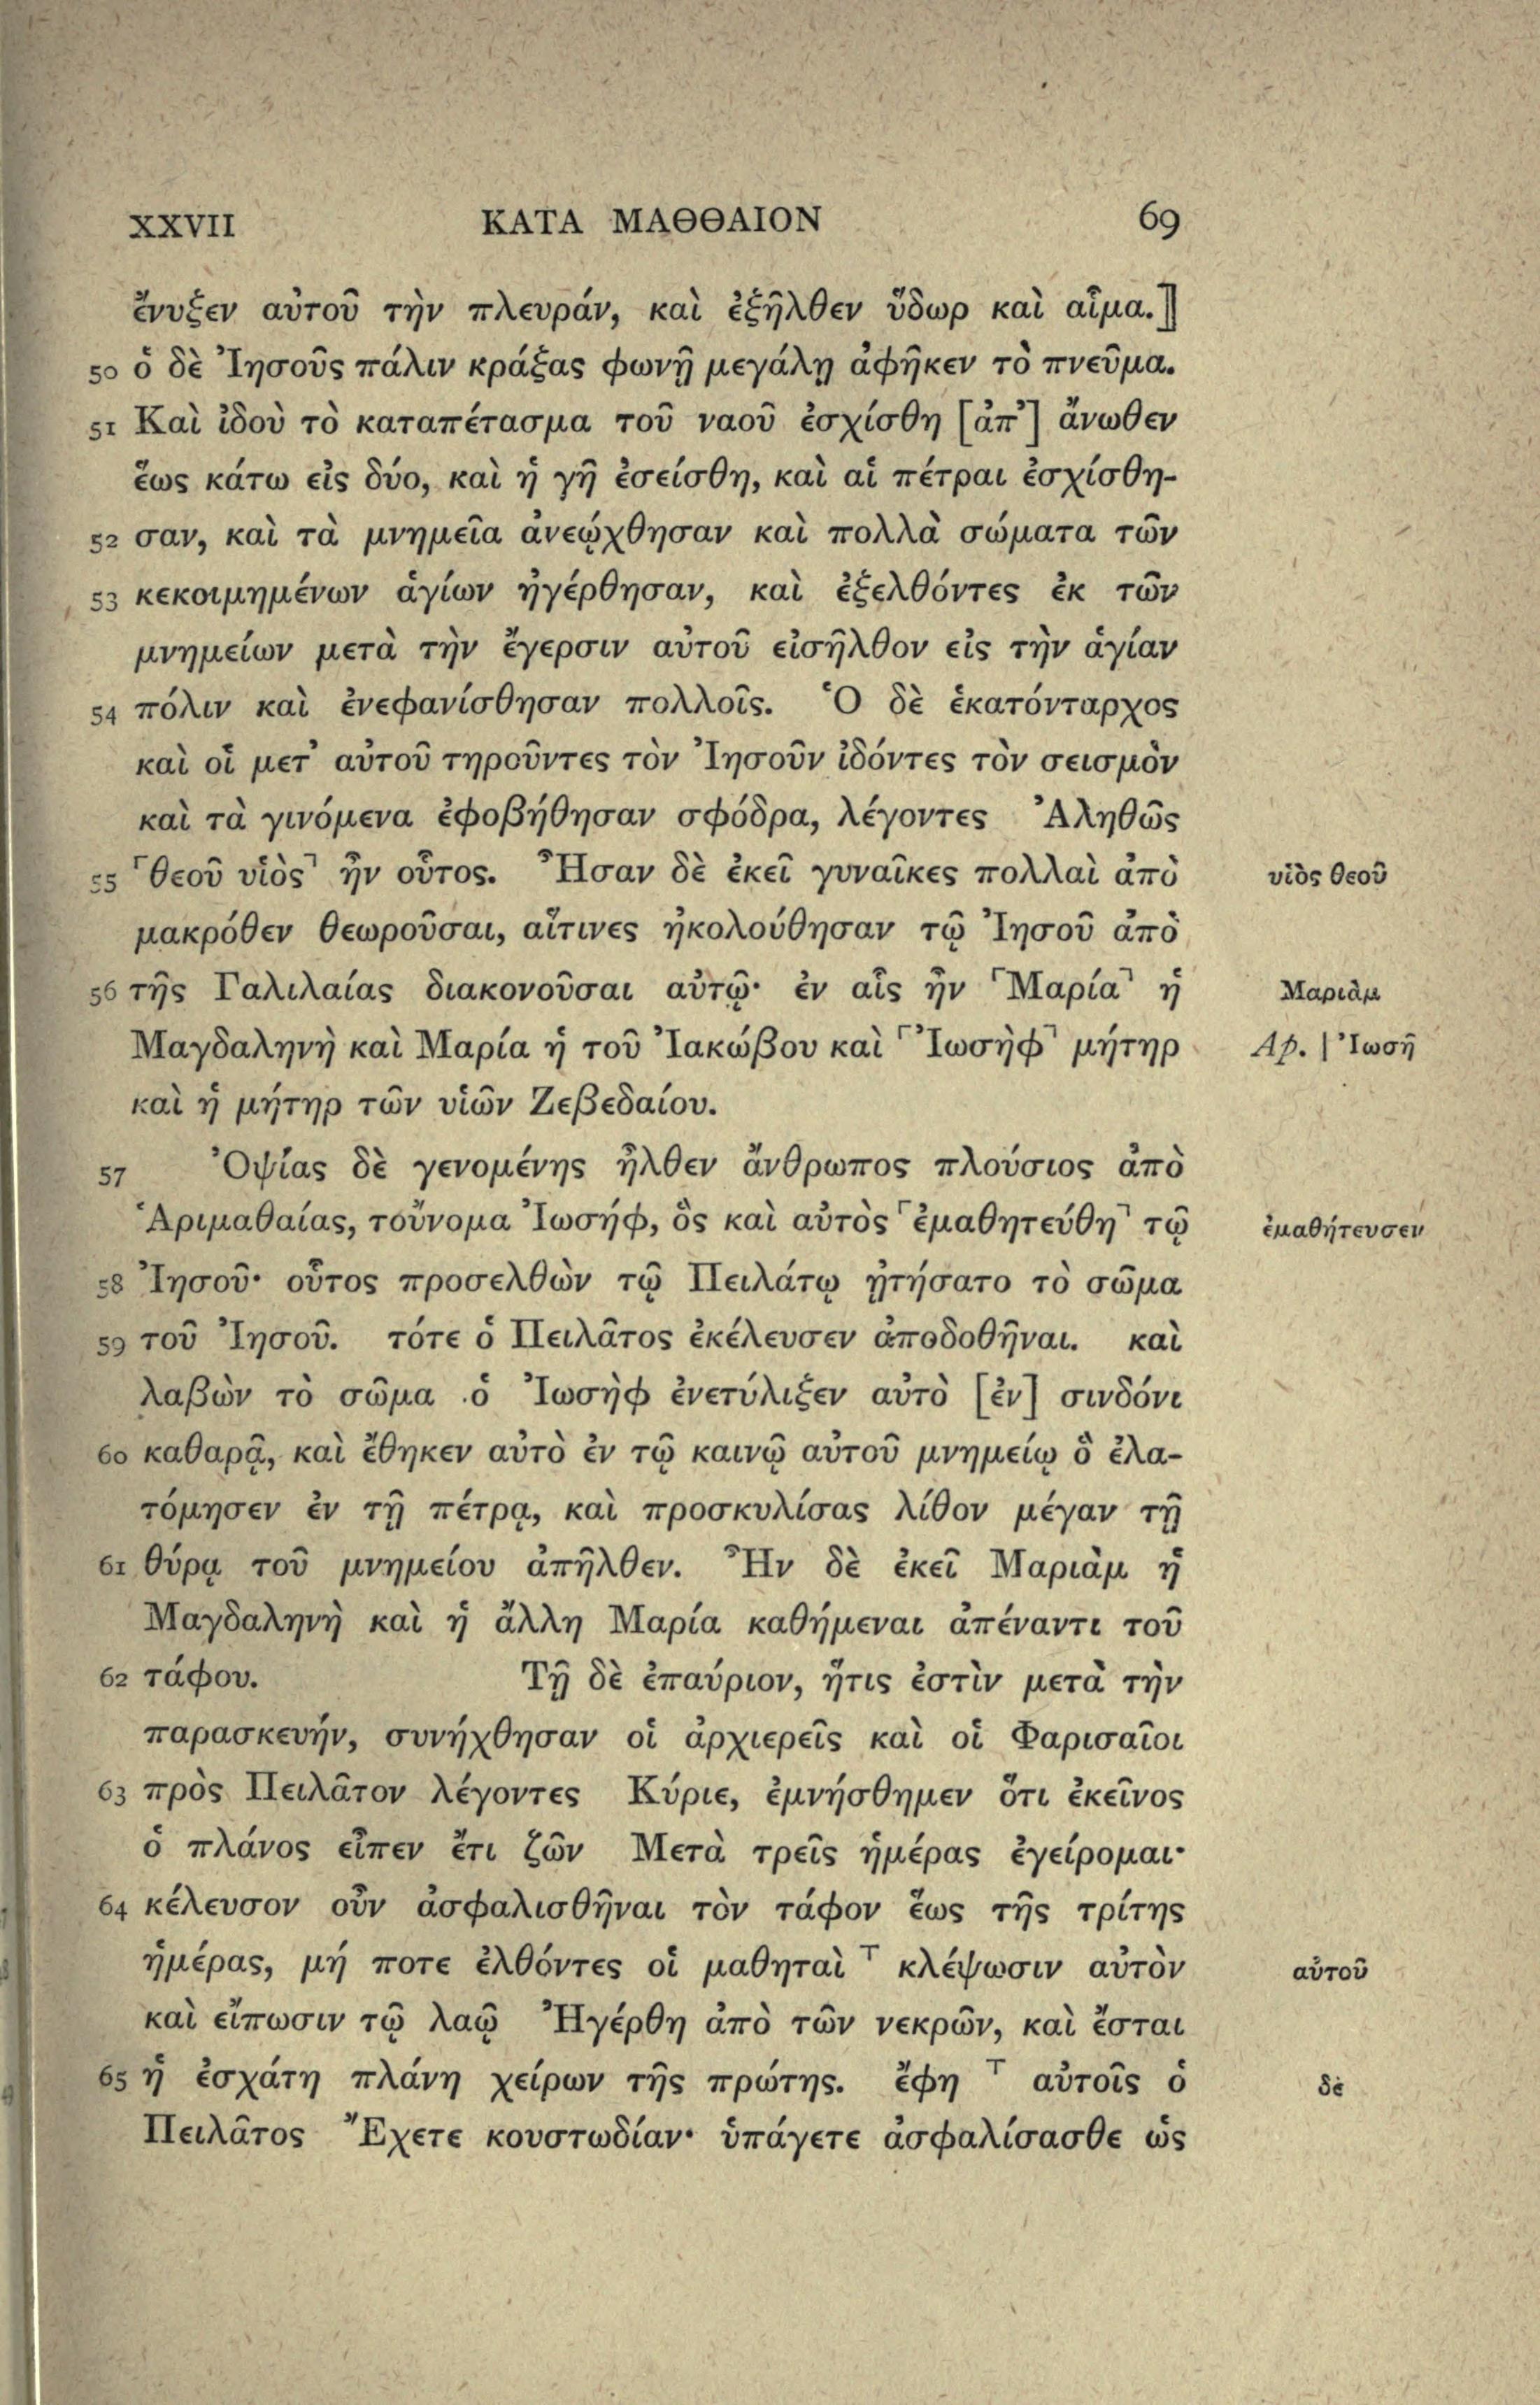 XXVII ΚΑΤΑ ΜΑΘΘΑΙΟΝ 69
ἔνυξεν αὐτοῦ τὴν πλευράν, καὶ ἐξῆλθεν ὕδωρ καὶ αἷμα.⟧
50 ὁ δὲ Ἰησοῦς πάλιν κράξας φωνῇ μεγάλῃ ἀφῆκεν τὸ πνεῦμα.
51 Καὶ ἰδοὺ τὸ καταπέτασμα τοῦ ναοῦ ἐσχίσθη [ἀπ’] ἄνωθεν
ἕως κάτω εἰς δύο, καὶ ἡ γῆ ἐσείσθη, καὶ αἱ πέτραι ἐσχίσθη-
52 σαν, καὶ τὰ μνημεῖα ἀνεῴχθησαν καὶ πολλὰ σώματα τῶν
53 κεκοιμημένων ἁγίων ἠγέρθησαν, καὶ ἐξελθόντες ἐκ τῶν
μνημείων μετὰ τὴν ἔγερσιν αὐτοῦ εἰσῆλθον εἰς τὴν ἁγίαν
54 πόλιν καὶ ἐνεφανίσθησαν πολλοῖς. Ὁ δὲ ἑκατόνταρχος
καὶ οἱ μετ’ αὐτοῦ τηροῦντες τὸν Ἰησοῦν ἰδόντες τὸν σεισμὸν
καὶ τὰ γινόμενα ἐφοβήθησαν σφόδρα, λέγοντες Ἀληθῶς
55 ⸀θεοῦ υἱὸς⸣ ἦν οὗτος. Ἦσαν δὲ ἐκεῖ γυναῖκες πολλαὶ ἀπὸ υἱὸς θεοῦ
μακρόθεν θεωροῦσαι, αἵτινες ἠκολούθησαν τῷ Ἰησοῦ ἀπὸ
56 τῆς Γαλιλαίας διακονοῦσαι αὐτῷ· ἐν αἷς ἦν ⸀Μαρία⸣ ἡ Μαριὰμ
Μαγδαληνὴ καὶ Μαρία ἡ τοῦ Ἰακώβου καὶ ⸀Ἰωσὴφ⸣ μήτηρ Ap. | Ἰωσῆ
καὶ ἡ μήτηρ τῶν υἱῶν Ζεβεδαίου.
57 Ὀψίας δὲ γενομένης ἦλθεν ἄνθρωπος πλούσιος ἀπὸ
Ἁριμαθαίας, τοὔνομα Ἰωσήφ, ὃς καὶ αὐτὸς ⸀ἐμαθητεύθη⸣ τῷ ἐμαθήτευσεν
58 Ἰησοῦ· οὗτος προσελθὼν τῷ Πειλάτῳ ᾐτήσατο τὸ σῶμα
59 τοῦ Ἰησοῦ. τότε ὁ Πειλᾶτος ἐκέλευσεν ἀποδοθῆναι. καὶ
λαβὼν τὸ σῶμα ὁ Ἰωσὴφ ἐνετύλιξεν αὐτὸ [ἐν] σινδόνι
60 καθαρᾷ, καὶ ἔθηκεν αὐτὸ ἐν τῷ καινῷ αὐτοῦ μνημείῳ ὃ ἐλα-
τόμησεν ἐν τῇ πέτρᾳ, καὶ προσκυλίσας λίθον μέγαν τῇ
61 θύρᾳ τοῦ μνημείου ἀπῆλθεν. Ἦν δὲ ἐκεῖ Μαριὰμ ἡ
Μαγδαληνὴ καὶ ἡ ἄλλη Μαρία καθήμεναι ἀπέναντι τοῦ
62 τάφου. Τῇ δὲ ἐπαύριον, ἥτις ἐστὶν μετὰ τὴν
παρασκευήν, συνήχθησαν οἱ ἀρχιερεῖς καὶ οἱ Φαρισαῖοι
63 πρὸς Πειλᾶτον λέγοντες Κύριε, ἐμνήσθημεν ὅτι ἐκεῖνος
ὁ πλάνος εἶπεν ἔτι ζῶν Μετὰ τρεῖς ἡμέρας ἐγείρομαι·
64 κέλευσον οὖν ἀσφαλισθῆναι τὸν τάφον ἕως τῆς τρίτης
ἡμέρας, μή ποτε ἐλθόντες οἱ μαθηταὶ ⸆ κλέψωσιν αὐτὸν αὐτοῦ
καὶ εἴπωσιν τῷ λαῷ Ἠγέρθη ἀπὸ τῶν νεκρῶν, καὶ ἔσται
65 ἡ ἐσχάτη πλάνη χείρων τῆς πρώτης. ἔφη ⸆ αὐτοῖς ὁ δὲ
Πειλᾶτος Ἔχετε κουστωδίαν· ὑπάγετε ἀσφαλίσασθε ὡς